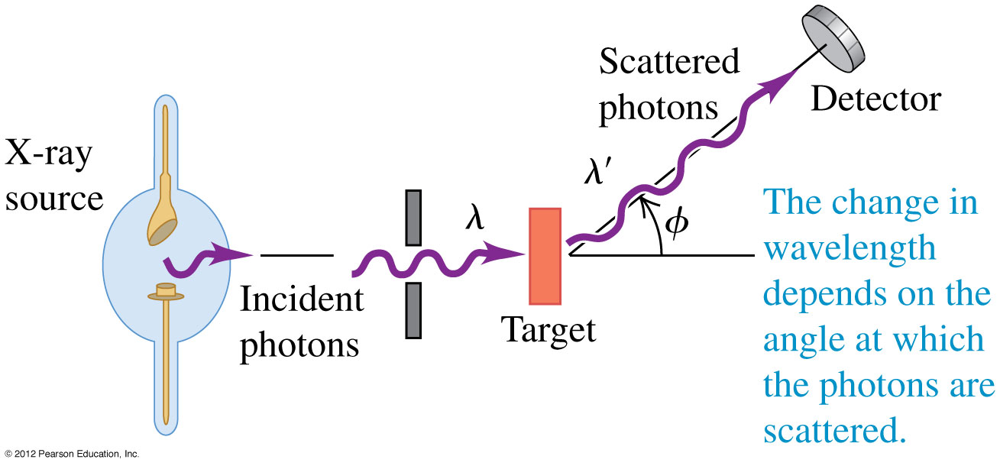 X-ray
source
Incident
photons
λ
Target
λ′
ϕ
Scattered
photons
Detector
The change in
wavelength
depends on the
angle at which
the photons are
scattered.
© 2012 Pearson Education, Inc.